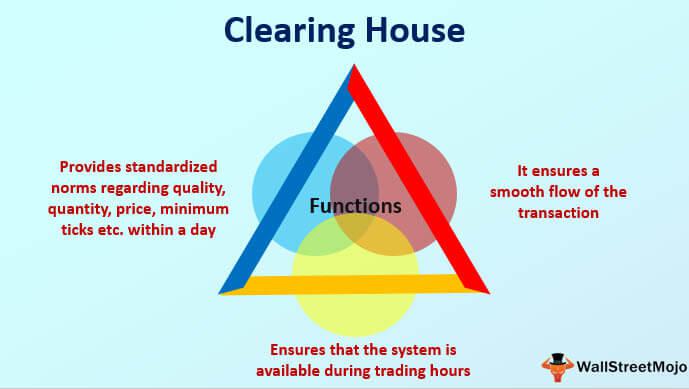 Clearing House
Provides standardized
norms regarding quality,
quantity, price, minimum
ticks etc. within a day
Functions
It ensures a
smooth flow of the
transaction
Ensures that the system is
available during trading hours
WallStreetMojo